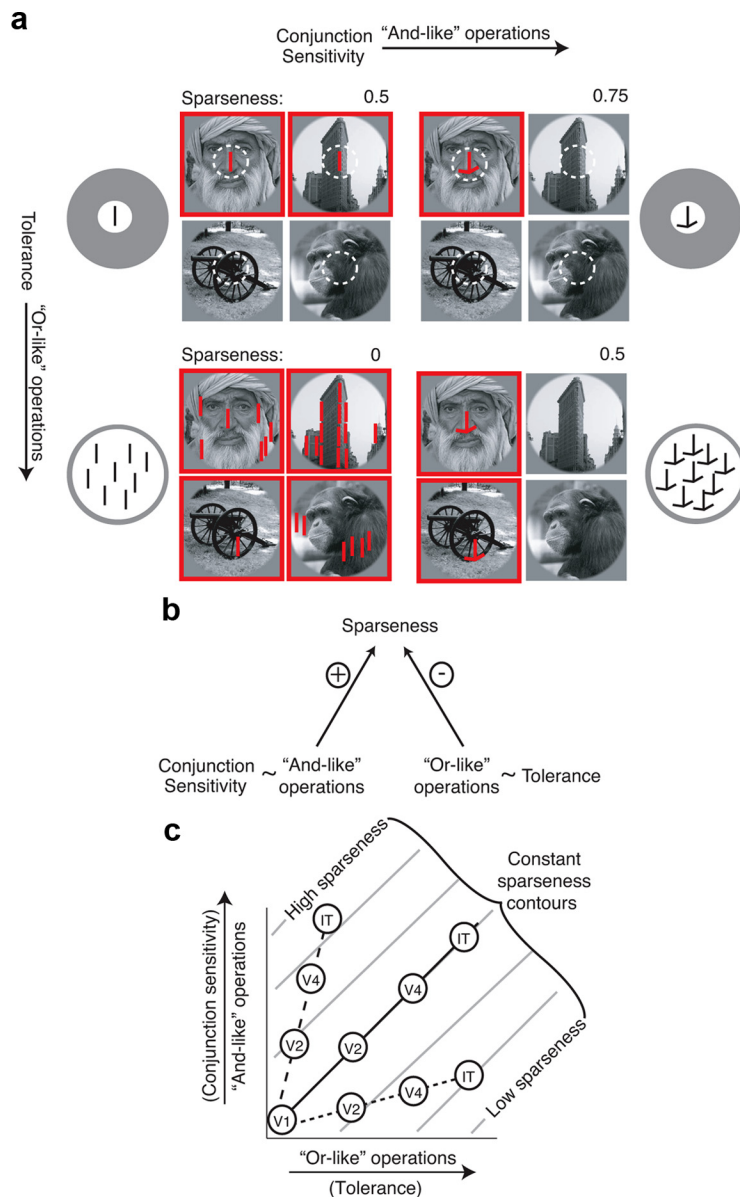 a
Conjunction
Sensitivity
“And-like” operations
Sparseness: 0.5
0.75
Tolerance
“Or-like” operations
Sparseness: 0
0.5
b
Sparseness
+
-
Conjunction
Sensitivity
~
“And-like”
operations
“Or-like”
operations
~ Tolerance
c
High sparseness
Constant
sparseness
contours
(Conjunction sensitivity)
“And-like” operations
IT
IT
V4
V4
V2
V2
IT
V4
V2
V1
Low sparseness
“Or-like” operations
(Tolerance)